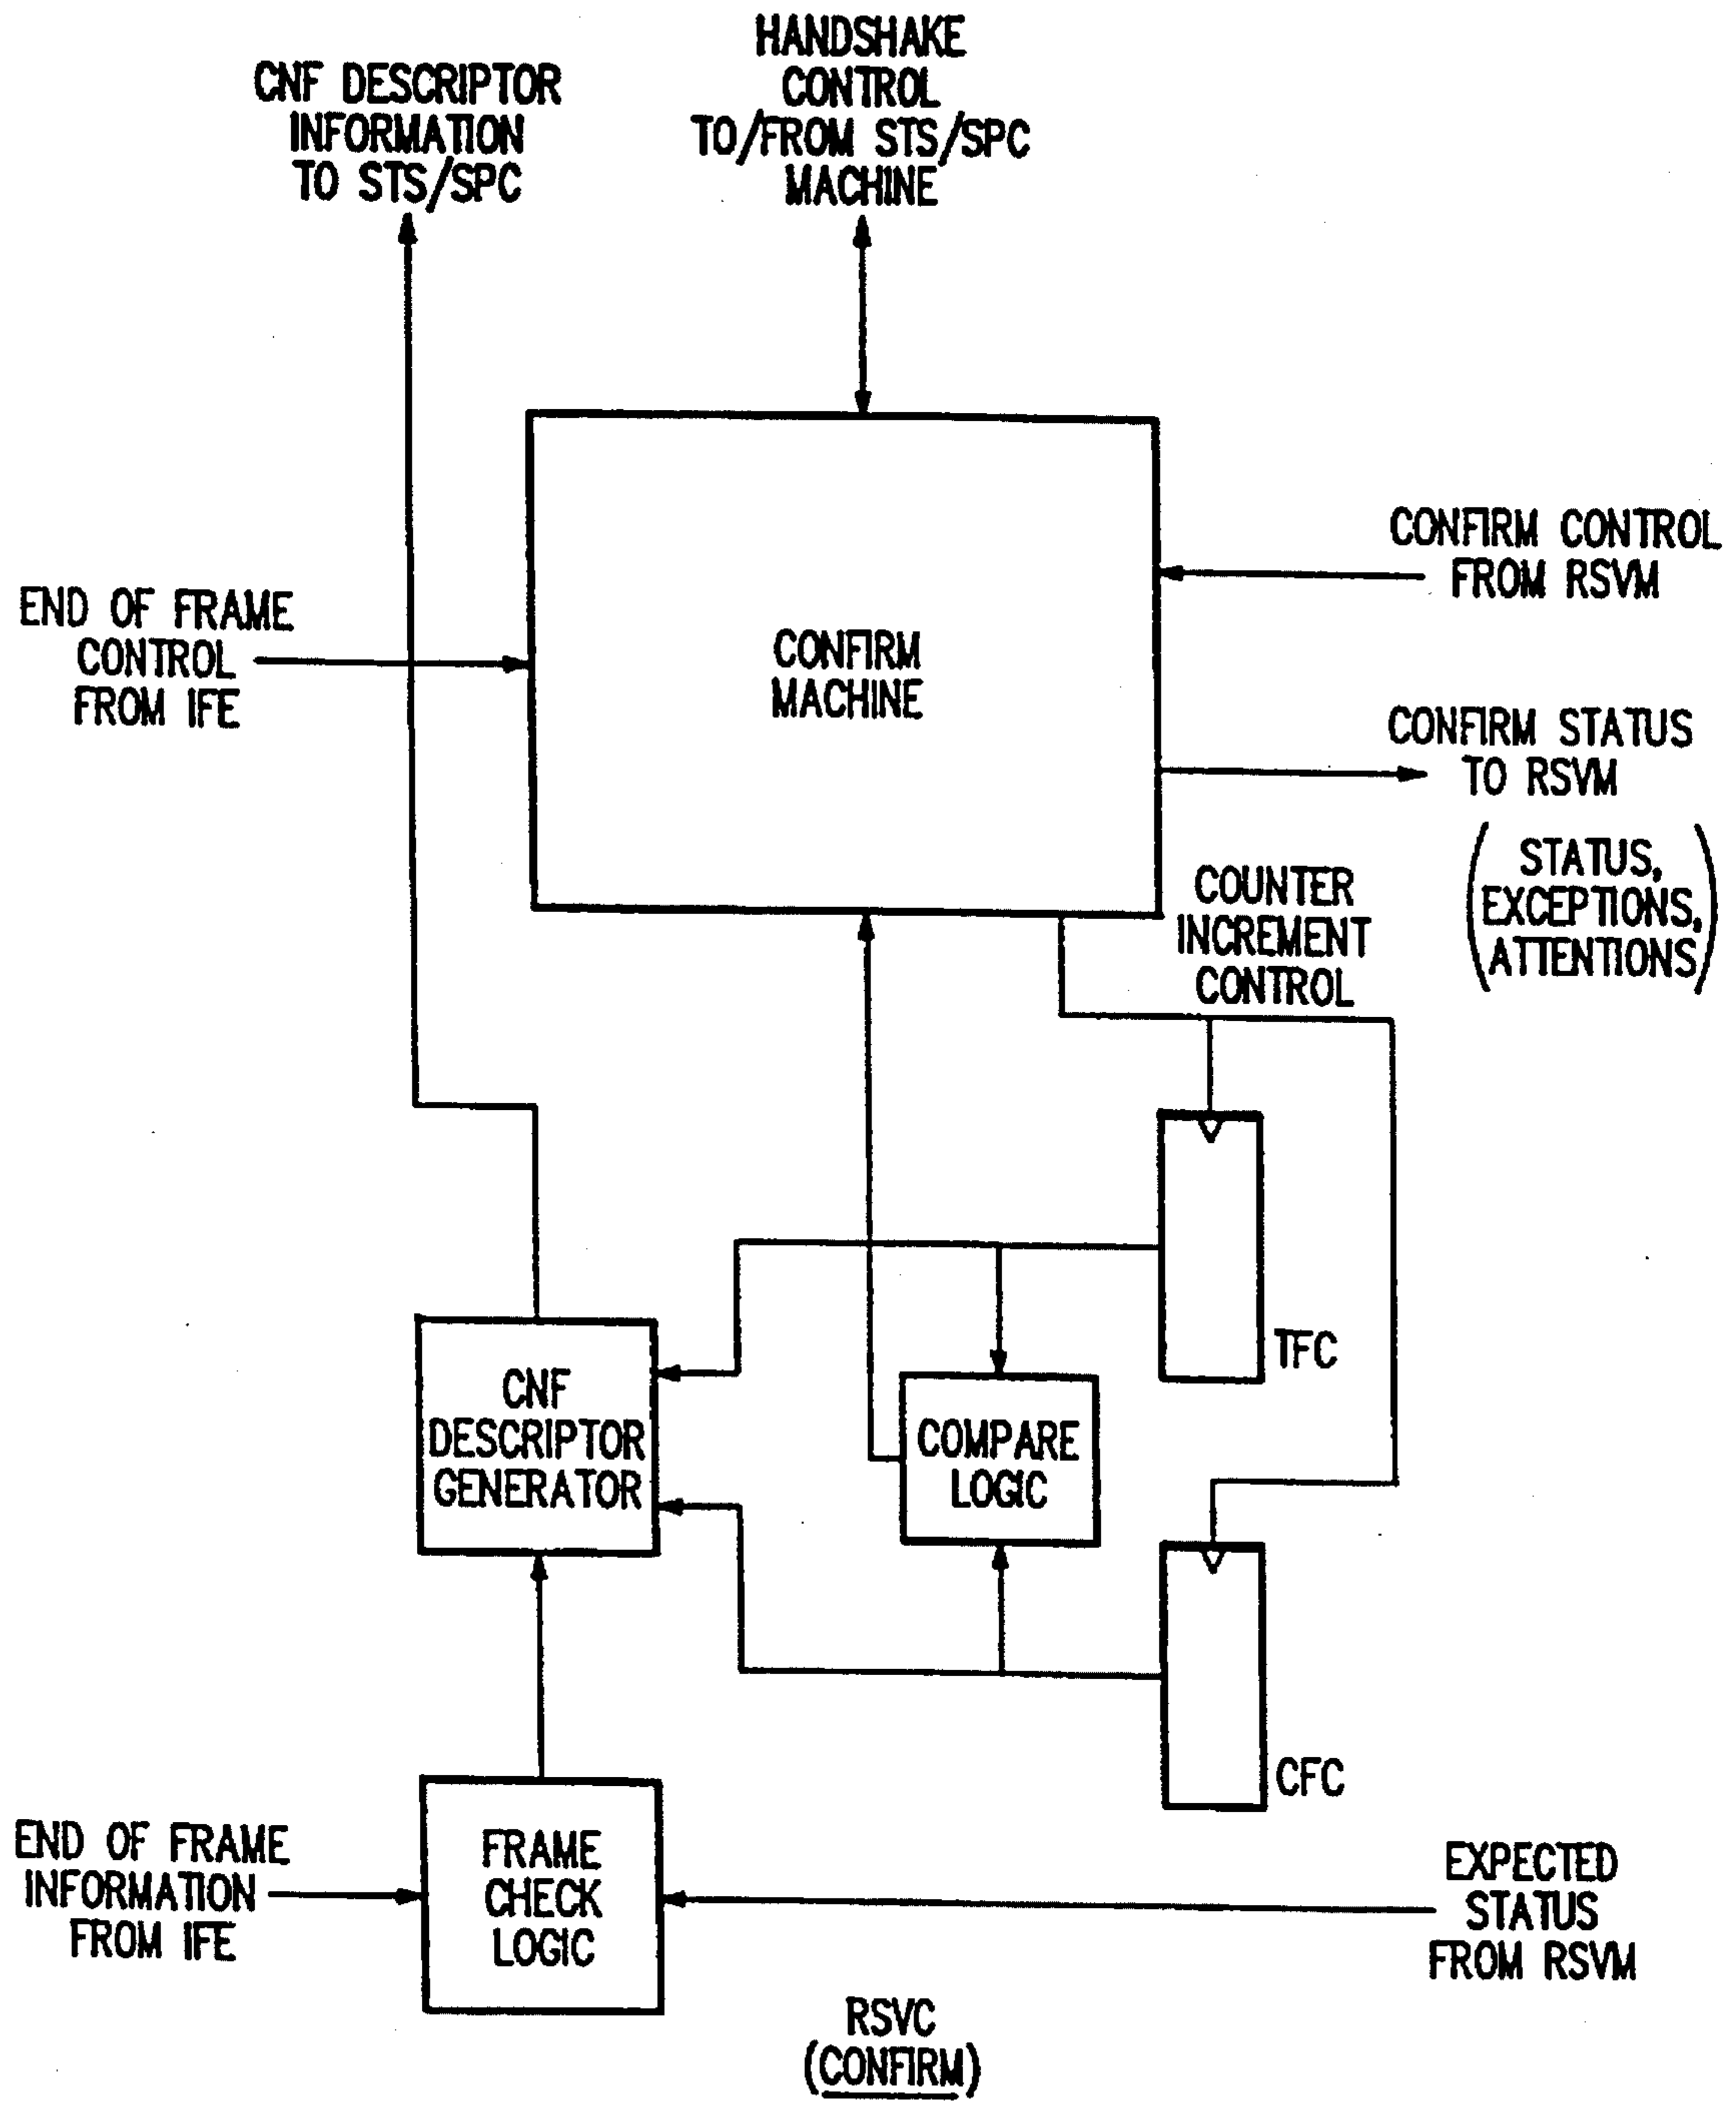 HANDSHAKE
CONTROL
TO/FROM STS/SPC
MACHINE
CNF DESCRIPTOR
INFORMATION
TO STS/SPC
CONFIRM CONTROL
FROM RSVM
END OF FRAME
CONTROL
FROM IFE
CONFIRM
MACHINE
CONFIRM STATUS
TO RSVM
(STATUS,
EXCEPTIONS,
ATTENTIONS)
COUNTER
INCREMENT
CONTROL
TFC
CNF
DESCRIPTOR
GENERATOR
COMPARE
LOGIC
CFC
END OF FRAME
INFORMATION
FROM IFE
FRAME
CHECK
LOGIC
EXPECTED
STATUS
FROM RSVM
RSVC
(CONFIRM)